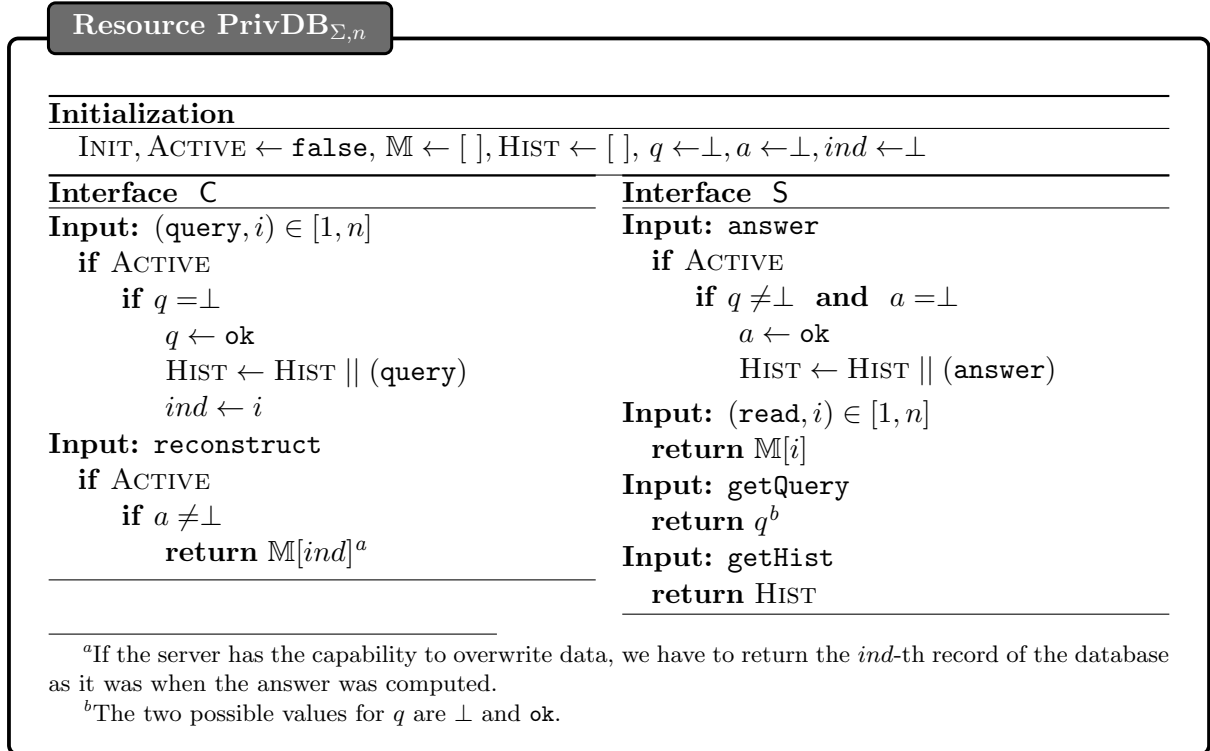 Resource PrivDB_{Σ,n}
Initialization
INIT, ACTIVE ← false, 𝕄 ← [ ], HIST ← [ ], q ←⊥, a ←⊥, ind ←⊥
Interface C
Input: (query, i) ∈ [1, n]
if ACTIVE
if q =⊥
q ← ok
HIST ← HIST || (query)
ind ← i
Input: reconstruct
if ACTIVE
if a ≠⊥
return 𝕄[ind]^a
Interface S
Input: answer
if ACTIVE
if q ≠⊥ and a =⊥
a ← ok
HIST ← HIST || (answer)
Input: (read, i) ∈ [1, n]
return 𝕄[i]
Input: getQuery
return q^b
Input: getHist
return HIST
^aIf the server has the capability to overwrite data, we have to return the ind-th record of the database
as it was when the answer was computed.
^bThe two possible values for q are ⊥ and ok.